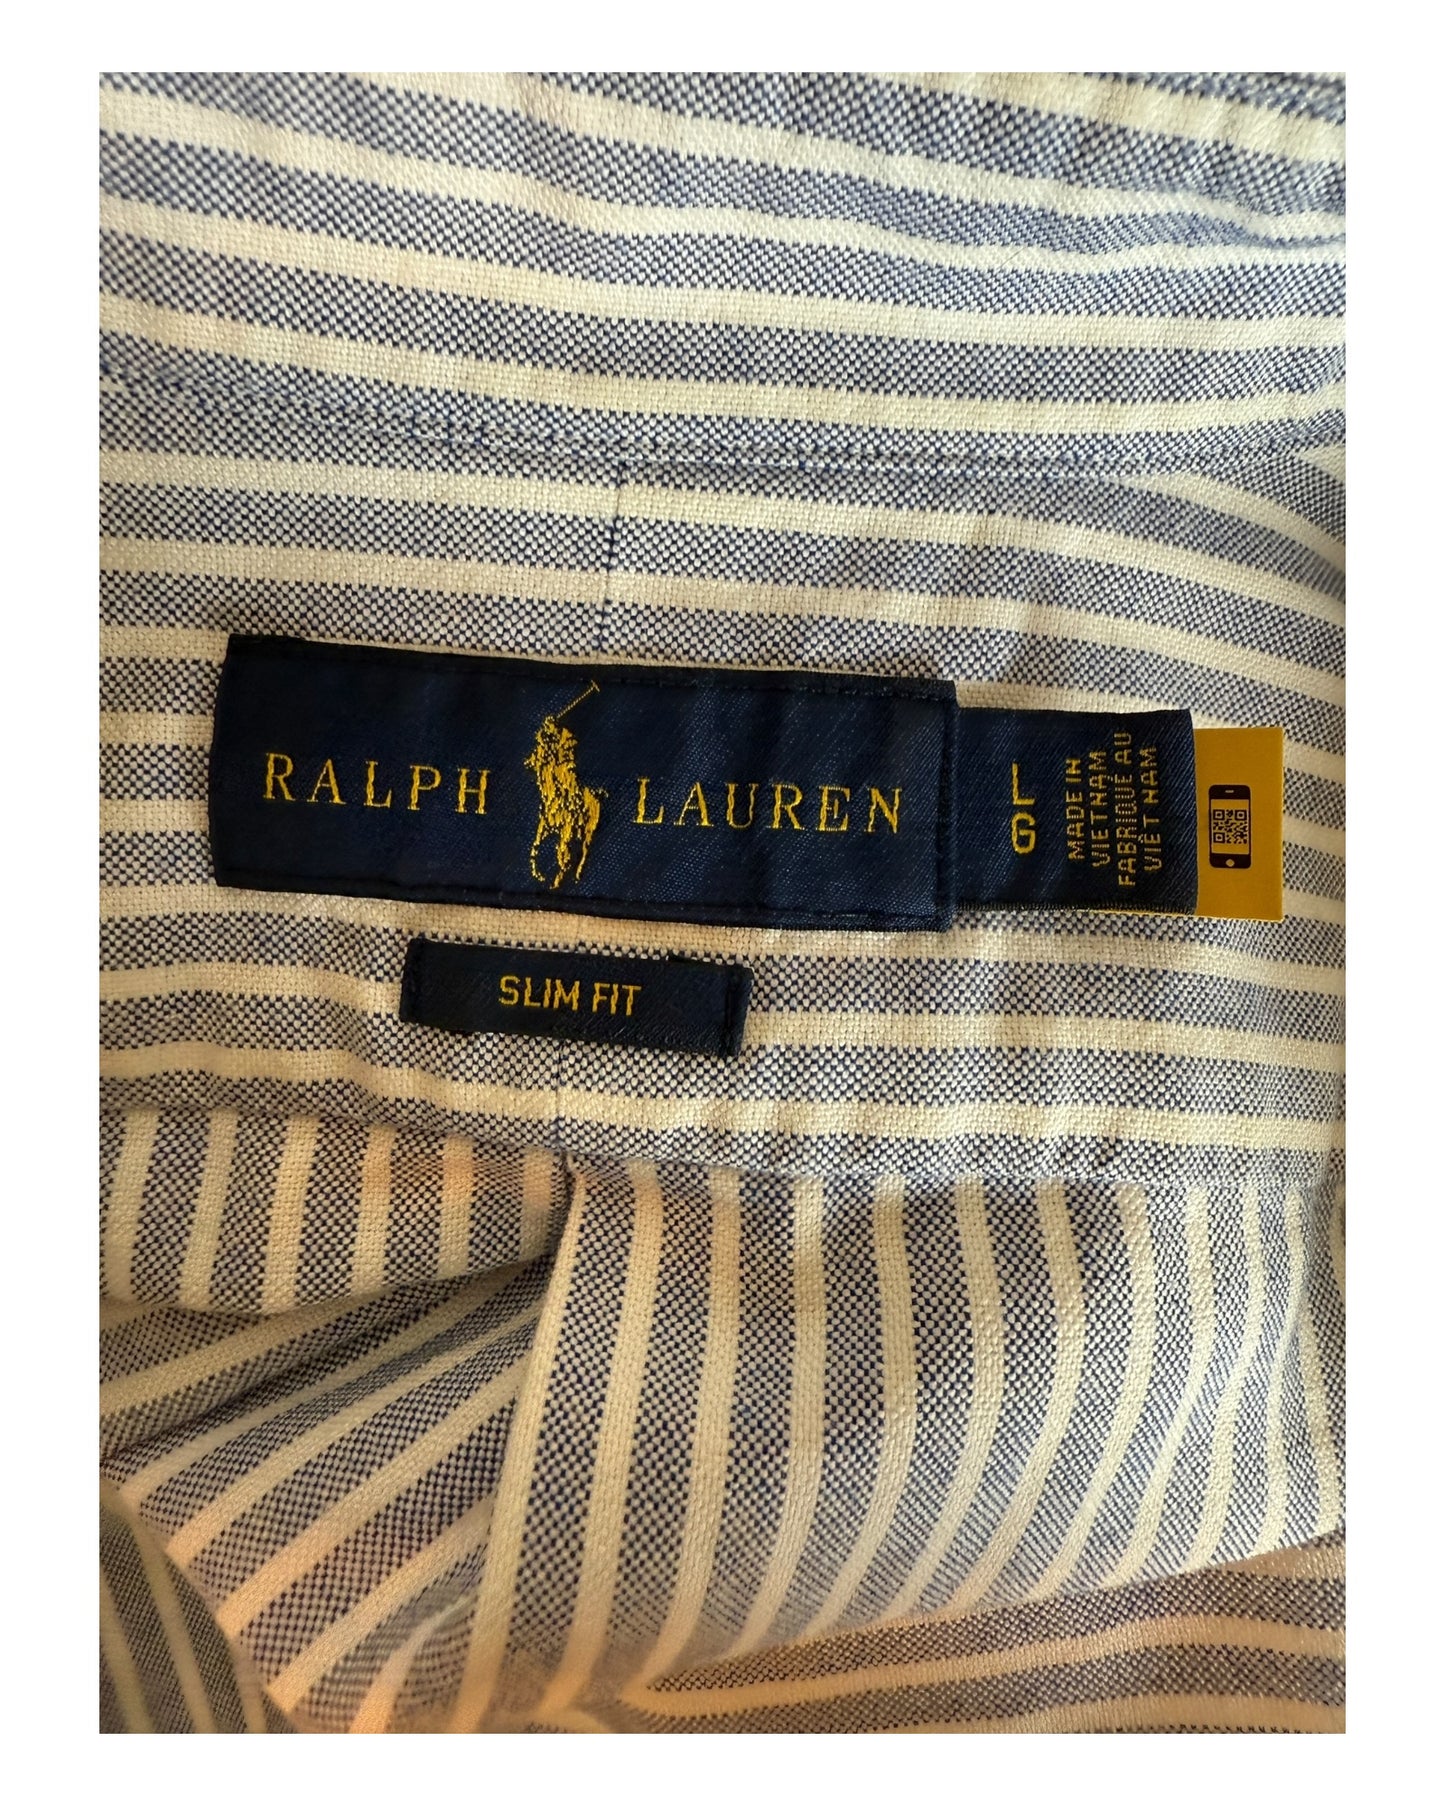 RALPH LAUREN
L
G
MADE IN
VIETNAM
FABRIQUÉ AU
VIÊT NAM
SLIM FIT